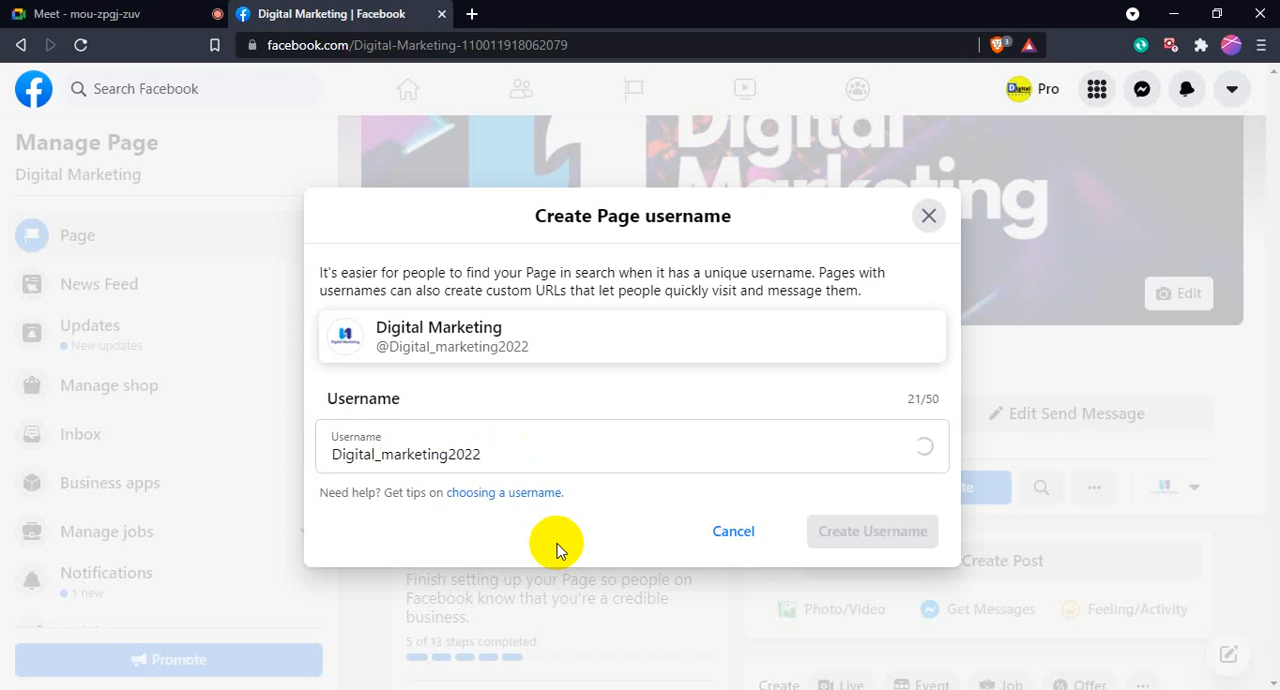 Meet - mou-zpgj-zuv
Digital Marketing | Facebook
facebook.com/Digital-Marketing-110011918062079
3
Search Facebook
Pro
Manage Page
Digital Marketing
Digital
Marketing
Page
News Feed
Edit
Updates
New updates
Manage shop
Edit Send Message
Inbox
Business apps
Manage jobs
Notifications
1 new
Promote
Create Page username
It's easier for people to find your Page in search when it has a unique username. Pages with
usernames can also create custom URLs that let people quickly visit and message them.
Digital Marketing
@Digital_marketing2022
Username
21/50
Username
Digital_marketing2022
Need help? Get tips on choosing a username.
Cancel
Create Username
Finish setting up your Page so people on
Facebook know that you're a credible
business.
5 of 13 steps completed
Create Post
Photo/Video
Get Messages
Feeling/Activity
Create
Live
Event
Job
Offer